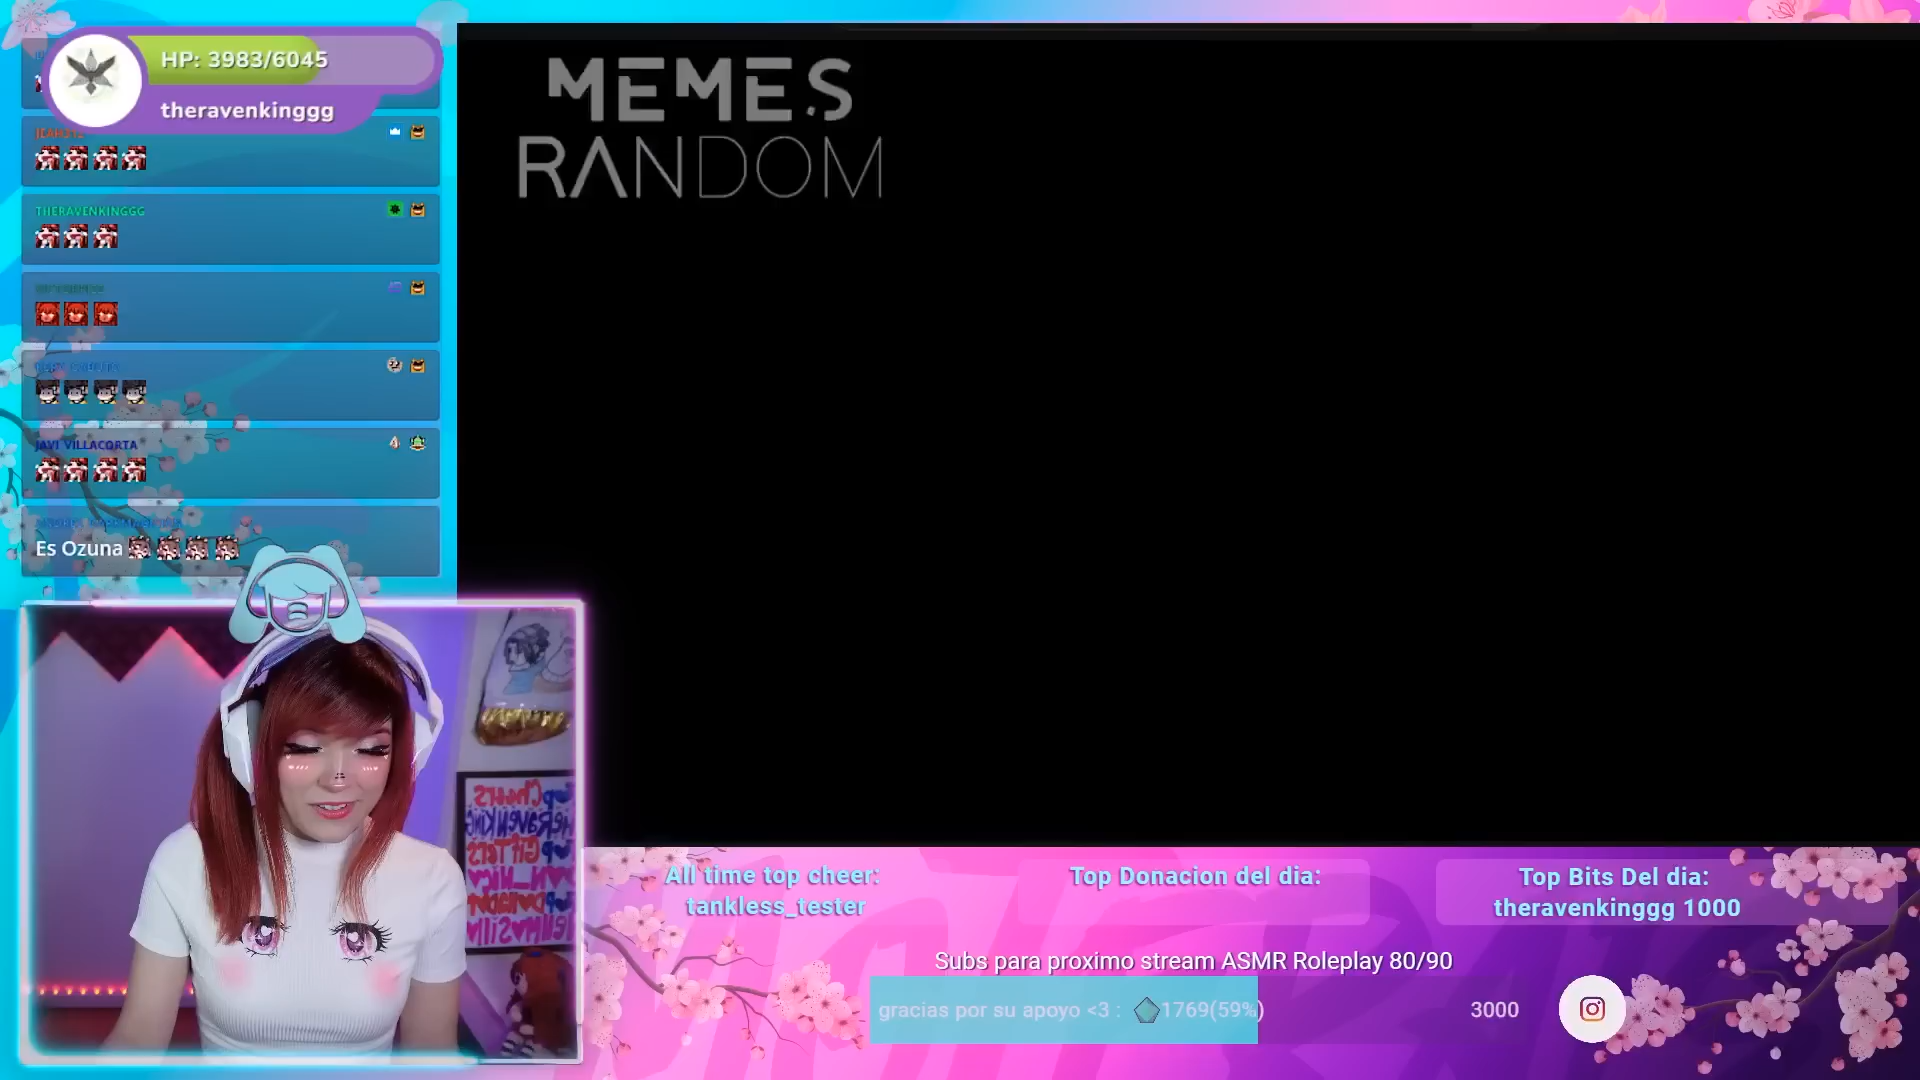 HP: 3983/6045
theravenkinggg
THERAVENKINGGG
JAVI VILLACORTA
Es Ozuna
MEMES
RANDOM
All time top cheer:
tankless_tester
Top Donacion del dia:
Top Bits Del dia:
theravenkinggg 1000
Subs para proximo stream ASMR Roleplay 80/90
gracias por su apoyo <3 : 1769(59%)
3000